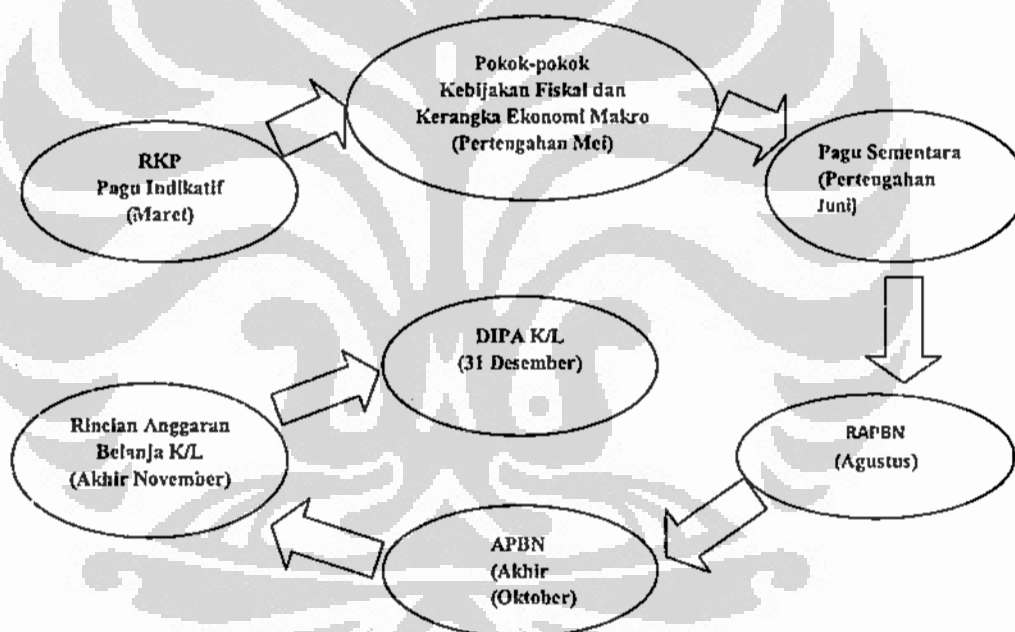 RKP
Pagu Indikatif
(Maret)
Pokok-pokok
Kebijakan Fiskal dan
Kerangka Ekonomi Makro
(Pertengahan Mei)
Pagu Sementara
(Pertengahan
Juni)
RAPBN
(Agustus)
APBN
(Akhir
(Oktober)
Rincian Anggaran
Belanja K/L
(Akhir November)
DIPA K/L
(31 Desember)